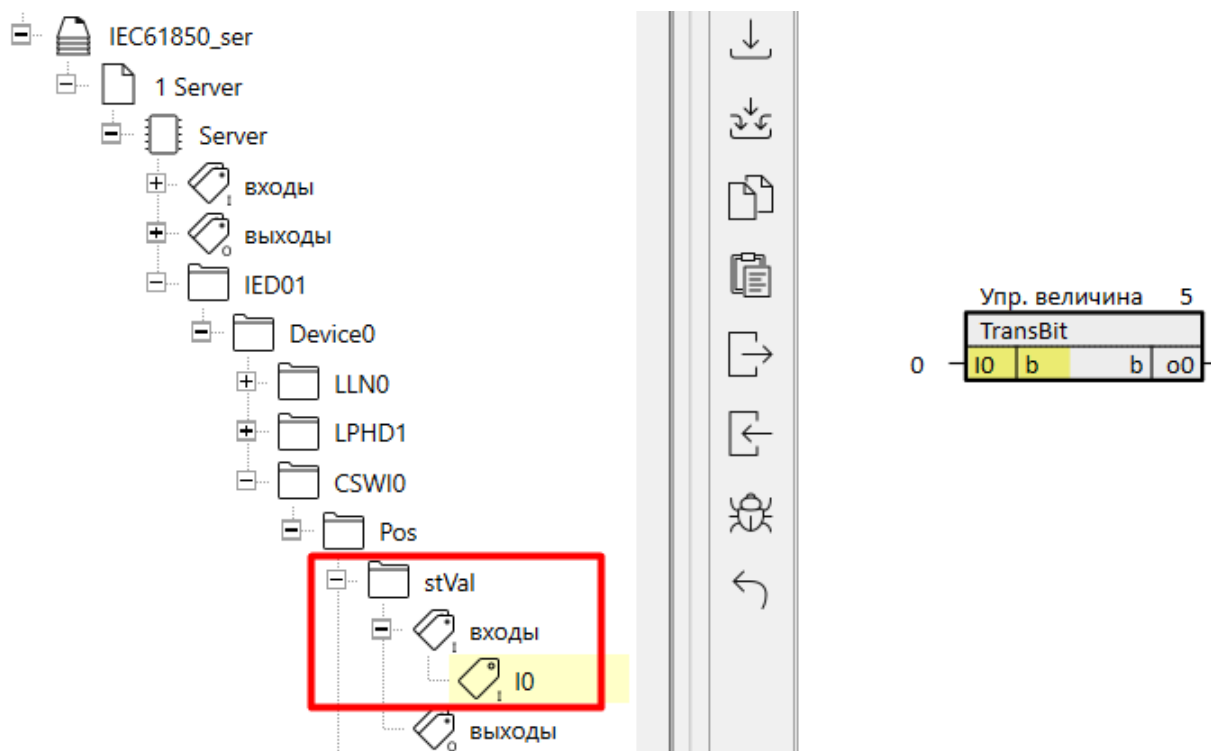 IEC61850_ser
1 Server
Server
входы
выходы
IED01
Device0
LLN0
LPHD1
CSWI0
Pos
stVal
входы
I0
выходы
Упр. величина 5
TransBit
0 I0 b b o0